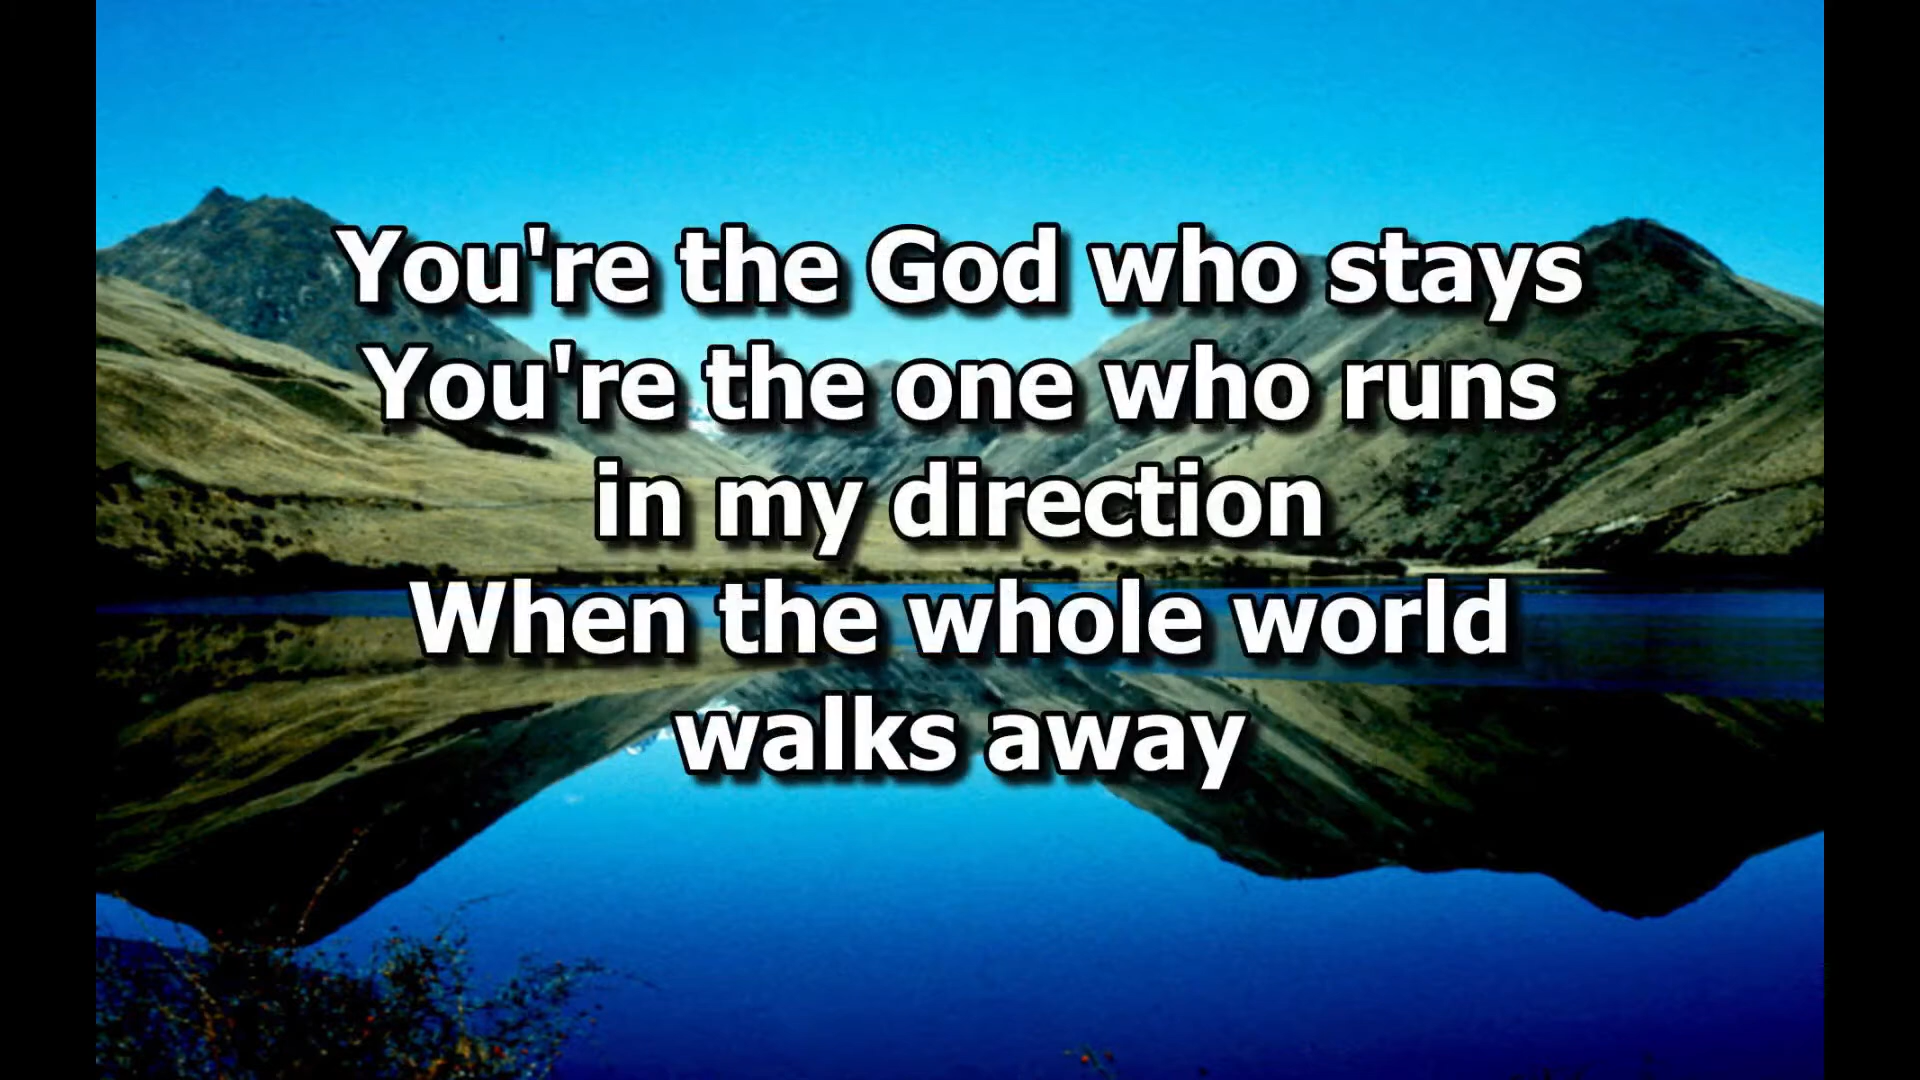 You're the God who stays
You're the one who runs
in my direction
When the whole world
walks away